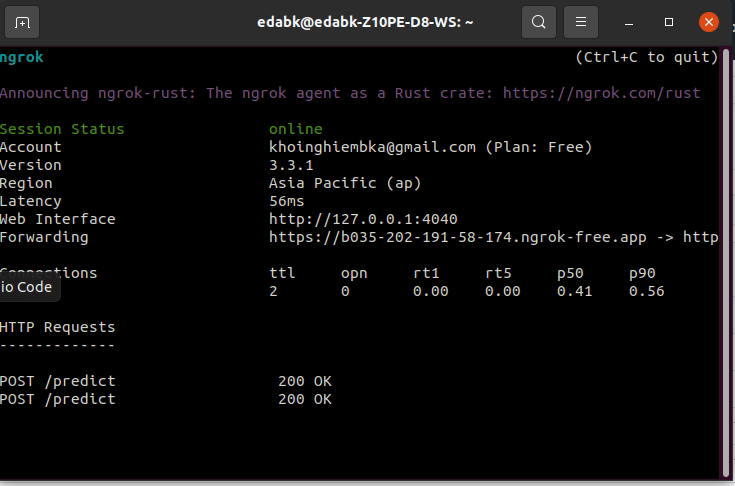 edabk@edabk-Z10PE-D8-WS: ~
ngrok (Ctrl+C to quit)
Announcing ngrok-rust: The ngrok agent as a Rust crate: https://ngrok.com/rust
Session Status online
Account khoinghiembka@gmail.com (Plan: Free)
Version 3.3.1
Region Asia Pacific (ap)
Latency 56ms
Web Interface http://127.0.0.1:4040
Forwarding https://b035-202-191-58-174.ngrok-free.app -> http
Connections ttl opn rt1 rt5 p50 p90
io Code 2 0 0.00 0.00 0.41 0.56
HTTP Requests
-------------
POST /predict 200 OK
POST /predict 200 OK